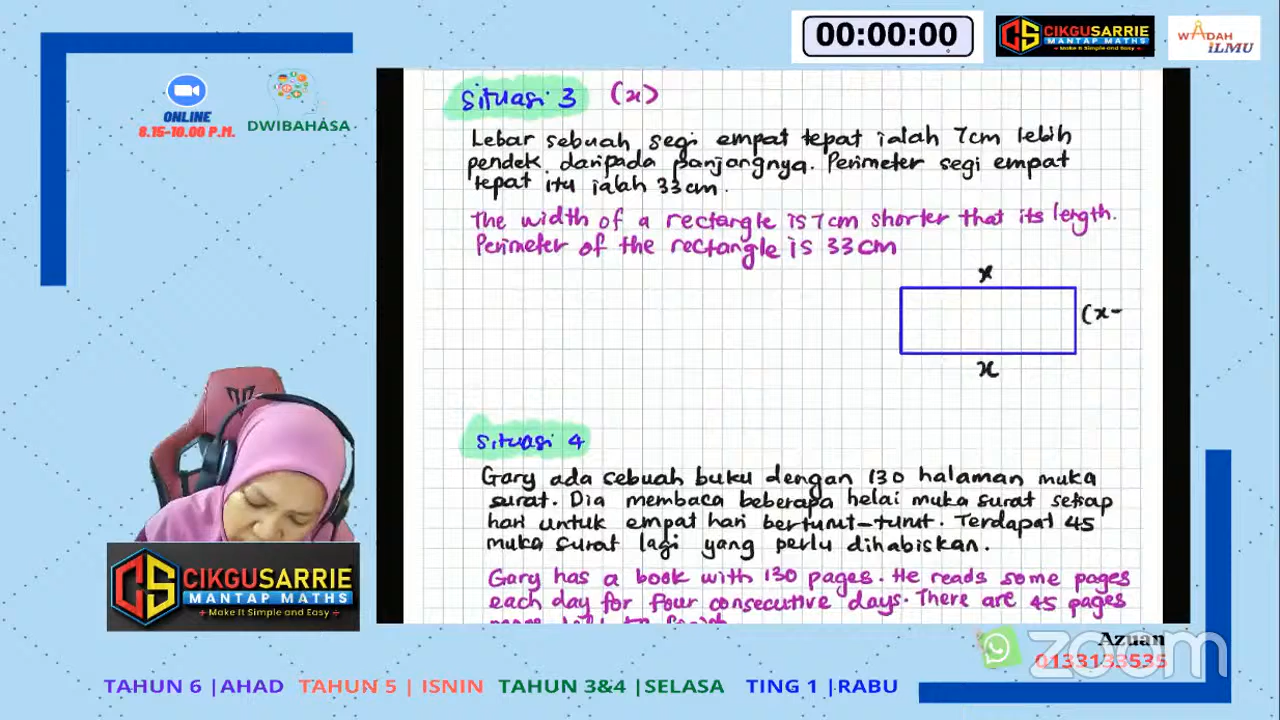 00:00:00
CIKGUSARRIE
MANTAP MATHS
Make It Simple and Easy
WADAH
iLMU
ONLINE
8.15-10.00 P.M.
DWIBAHASA
Situasi 3 (x)
Lebar sebuah segi empat tepat ialah 7cm lebih
pendek daripada panjangnya. Perimeter segi empat
tepat itu ialah 33 cm.
The width of a rectangle is 7cm shorter that its length.
Perimeter of the rectangle is 33 cm
x
(x-
x
Situasi 4
Gary ada sebuah buku dengan 130 halaman muka
surat. Dia membaca beberapa helai muka surat setiap
hari untuk empat hari berturut-turut. Terdapat 45
muka surat lagi yang perlu dihabiskan.
Gary has a book with 130 pages. He reads some pages
each day for four consecutive days. There are 45 pages
CS CIKGUSARRIE
MANTAP MATHS
Make It Simple and Easy
Azuan
0133133535
zoom
TAHUN 6 |AHAD TAHUN 5 | ISNIN TAHUN 3&4 |SELASA TING 1 |RABU